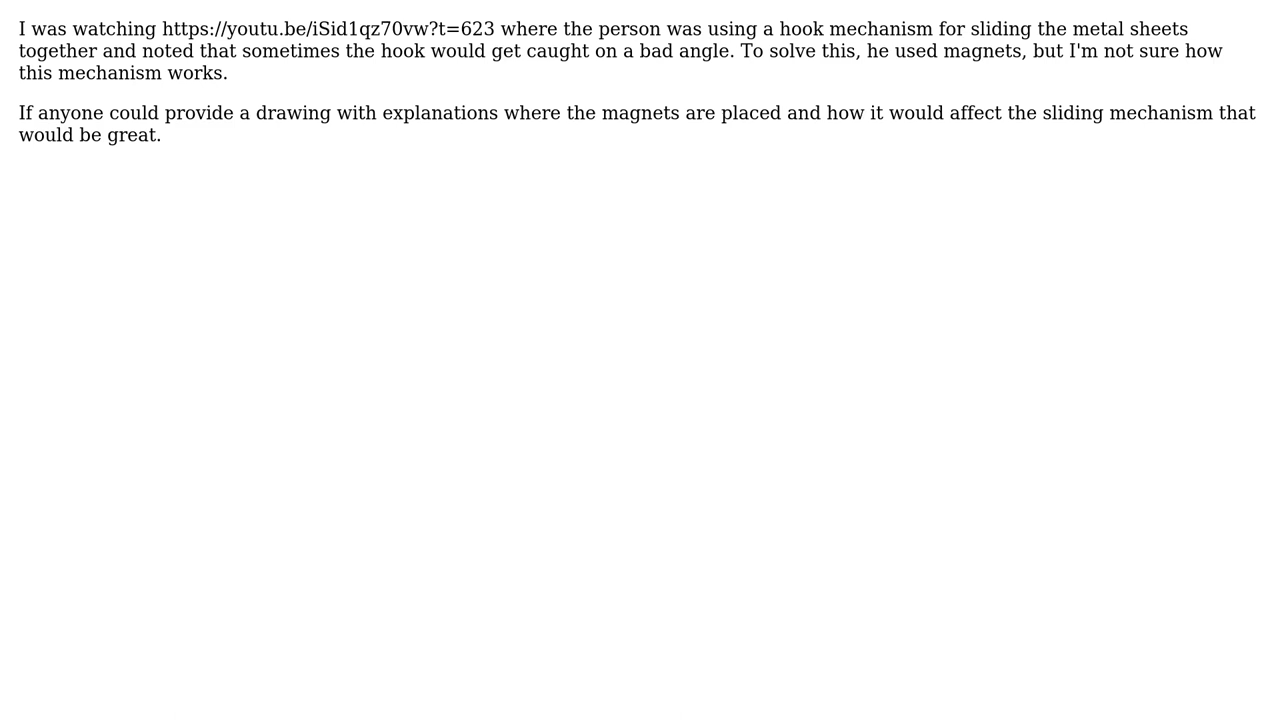 I was watching https://youtu.be/iSid1qz70vw?t=623 where the person was using a hook mechanism for sliding the metal sheets
together and noted that sometimes the hook would get caught on a bad angle. To solve this, he used magnets, but I'm not sure how
this mechanism works.
If anyone could provide a drawing with explanations where the magnets are placed and how it would affect the sliding mechanism that
would be great.